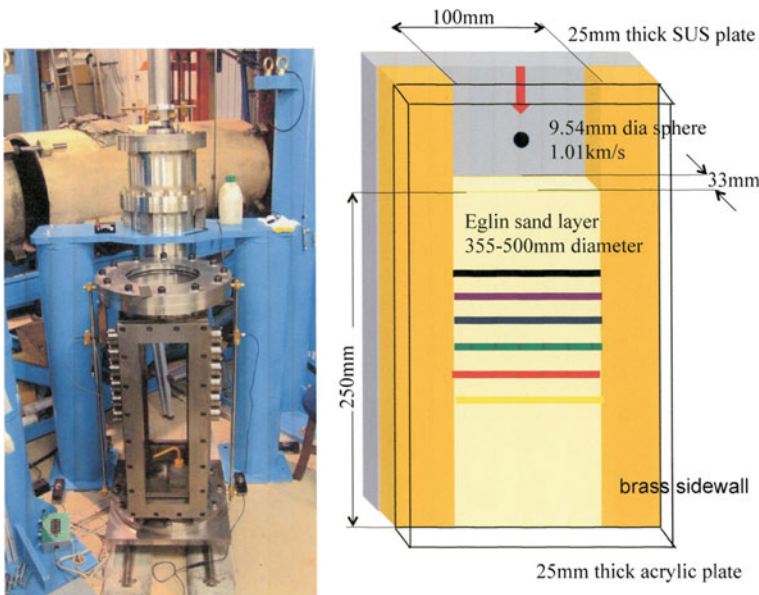 100mm
25mm thick SUS plate
9.54mm dia sphere
1.01km/s
33mm
Eglin sand layer
355-500mm diameter
250mm
brass sidewall
25mm thick acrylic plate